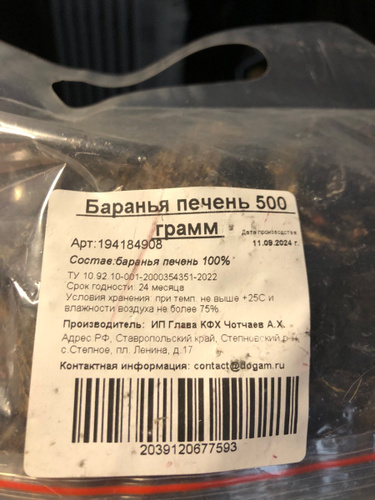 Баранья печень 500
грамм
Дата производства:
Арт:194184908
11.09.2024 г.
Состав:баранья печень 100%
ТУ 10.92.10-001-2000354351-2022
Срок годности: 24 месяца
Условия хранения: при темп. не выше +25С и
влажности воздуха не более 75%
Производитель: ИП Глава КФХ Чотчаев А.Х.
Адрес:РФ, Ставропольский край, Степновский р-н,
с.Степное, пл. Ленина, д.17
Контактная информация: contact@dogam.ru
2039120677593